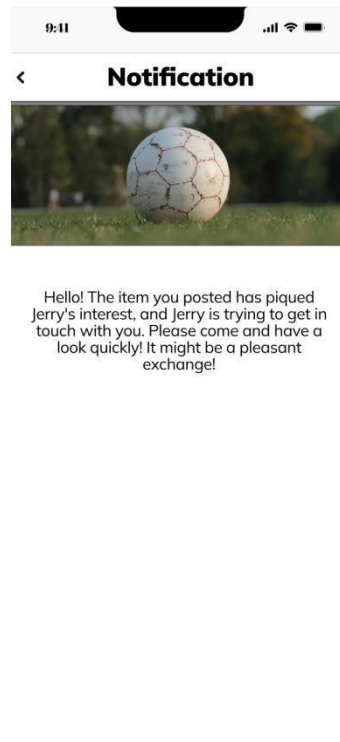 9:41
Notification
Hello! The item you posted has piqued
Jerry's interest, and Jerry is trying to get in
touch with you. Please come and have a
look quickly! It might be a pleasant
exchange!